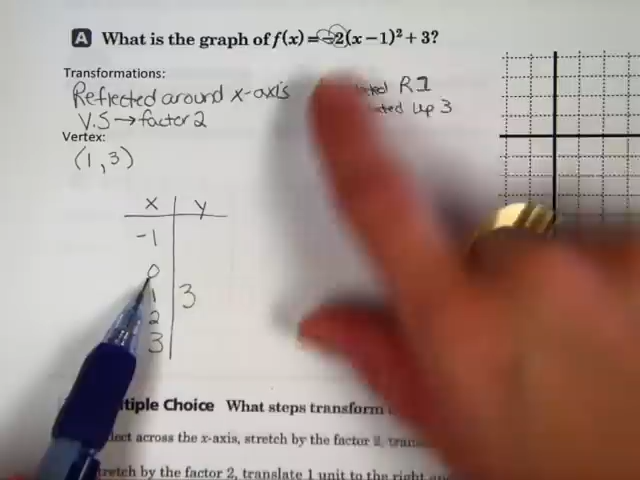 A What is the graph of f(x) = -2(x - 1)² + 3?
Transformations:
Reflected around x-axis R1
V.S → factor 2 up 3
Vertex:
(1,3)
x y
-1
0
1 3
2
3
Multiple Choice What steps transform
across the x-axis, stretch by the factor 2,
by the factor 2, translate 1 unit to the right